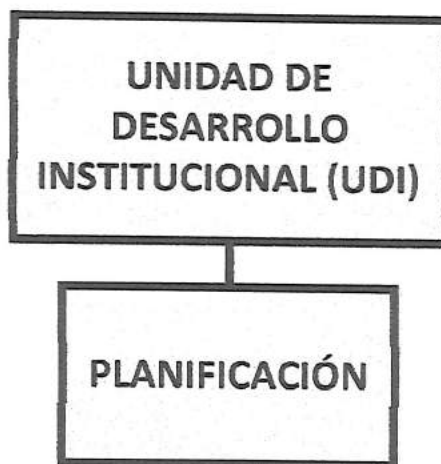 UNIDAD DE
DESARROLLO
INSTITUCIONAL (UDI)
PLANIFICACIÓN